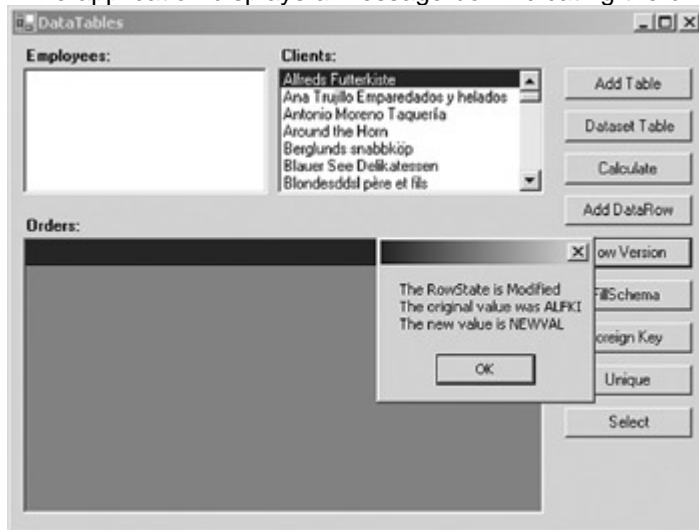 DataTables
Employees:
Clients:
Alfreds Futterkiste
Ana Trujillo Emparedados y helados
Antonio Moreno Taquería
Around the Horn
Berglunds snabbköp
Blauer See Delikatessen
Blondesddsl père et fils
Add Table
Dataset Table
Calculate
Add DataRow
Orders:
The RowState is Modified
The original value was ALFKI
The new value is NEWVAL
OK
ow Version
FillSchema
oreign Key
Unique
Select